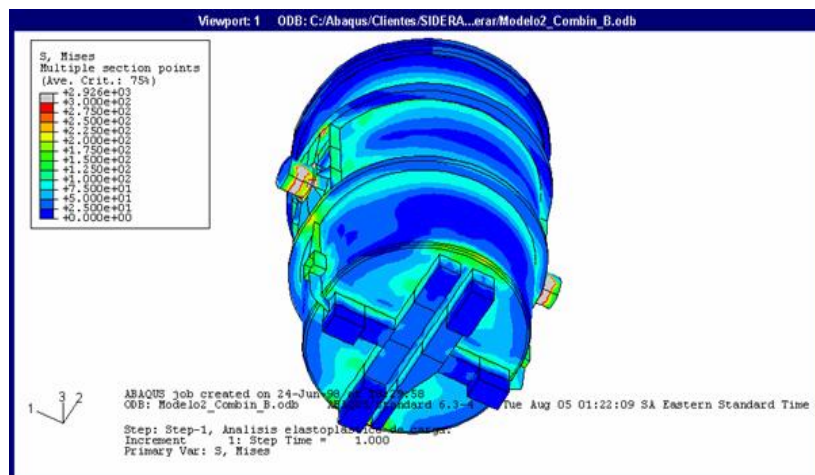 Viewport: 1 ODB: C:/Abaqus/Clientes/SIDERA...erar/Modelo2_Combin_B.odb
S, Mises
Multiple section points
(Ave. Crit.: 75%)
+2.926e+03
+3.000e+02
+2.750e+02
+2.500e+02
+2.250e+02
+2.000e+02
+1.750e+02
+1.500e+02
+1.250e+02
+1.000e+02
+7.500e+01
+5.000e+01
+2.500e+01
+0.000e+00
3
1 2
ABAQUS job created on 24-Jun-98 :58
ODB: Modelo2_Combin_B.odb Standard 6.3-4 Tue Aug 05 01:22:09 SA Eastern Standard Time
Step: Step-1, Analisis elastoplastico de carga.
Increment 1: Step Time = 1.000
Primary Var: S, Mises